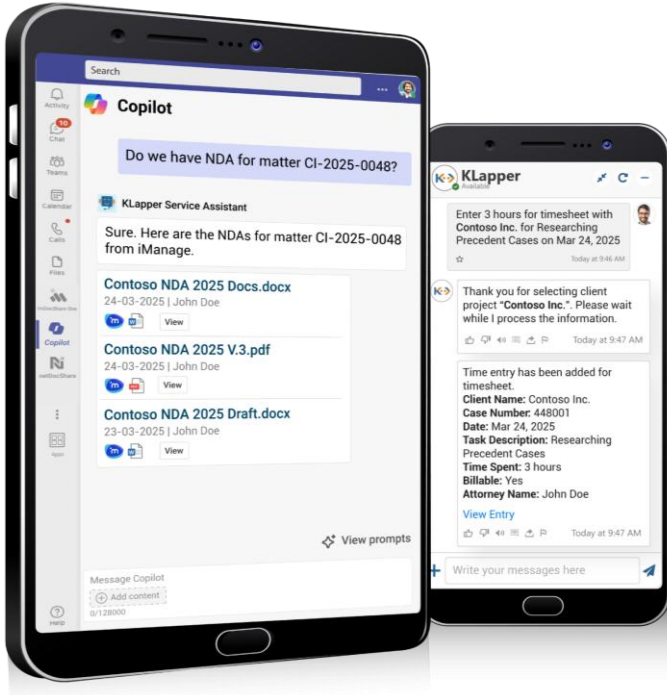 Search
...
Activity
Copilot
10
Chat
Do we have NDA for matter CI-2025-0048?
Teams
KLapper Service Assistant
Calendar
Sure. Here are the NDAs for matter CI-2025-0048
from iManage.
Calls
Files
Contoso NDA 2025 Docs.docx
24-03-2025 | John Doe
View
Copilot
Contoso NDA 2025 V.3.pdf
24-03-2025 | John Doe
netDocShare
View
Contoso NDA 2025 Draft.docx
23-03-2025 | John Doe
View
Apps
View prompts
Message Copilot
Add content
0/128000
Help
K
KLapper
Available
Enter 3 hours for timesheet with
Contoso Inc. for Researching
Precedent Cases on Mar 24, 2025
Today at 9:46 AM
K
Thank you for selecting client
project "Contoso Inc.". Please wait
while I process the information.
Today at 9:47 AM
Time entry has been added for
timesheet.
Client Name: Contoso Inc.
Case Number: 448001
Date: Mar 24, 2025
Task Description: Researching
Precedent Cases
Time Spent: 3 hours
Billable: Yes
Attorney Name: John Doe
View Entry
Today at 9:47 AM
Write your messages here